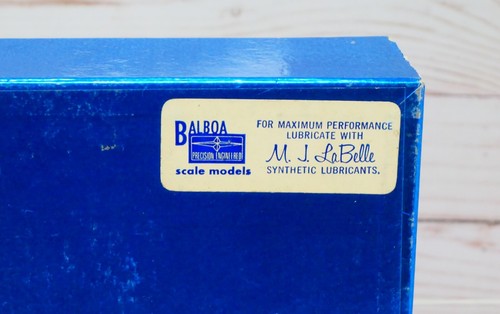 BALBOA
PRECISION ENGINEERED
scale models
FOR MAXIMUM PERFORMANCE
LUBRICATE WITH
M. J. LaBelle
SYNTHETIC LUBRICANTS.